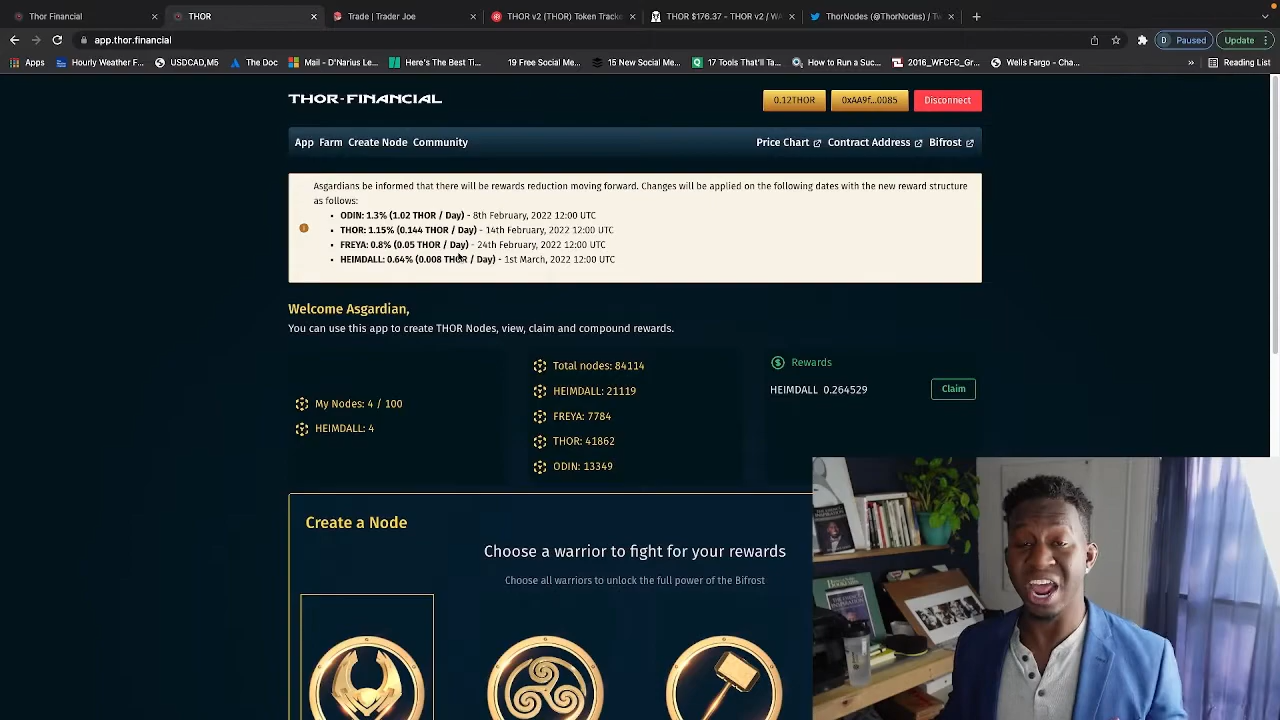 Thor Financial
THOR
Trade | Trader Joe
THOR v2 (THOR) Token Tracke
THOR $176.37 - THOR v2 / WA
ThorNodes (@ThorNodes) / Tw
app.thor.financial
D Paused
Update
Apps
Hourly Weather F...
USDCAD,M5
The Doc
Mail - D'Narius Le...
Here's The Best Ti...
19 Free Social Me...
15 New Social Me...
17 Tools That'll Ta...
How to Run a Suc...
2016_WFCFC_Gr...
Wells Fargo - Cha...
»
Reading List
THOR-FINANCIAL
0.12THOR
0xAA9f...0085
Disconnect
App Farm Create Node Community
Price Chart Contract Address Bifrost
Asgardians be informed that there will be rewards reduction moving forward. Changes will be applied on the following dates with the new reward structure
as follows:
• ODIN: 1.3% (1.02 THOR / Day) - 8th February, 2022 12:00 UTC
• THOR: 1.15% (0.144 THOR / Day) - 14th February, 2022 12:00 UTC
• FREYA: 0.8% (0.05 THOR / Day) - 24th February, 2022 12:00 UTC
• HEIMDALL: 0.64% (0.008 THOR / Day) - 1st March, 2022 12:00 UTC
Welcome Asgardian,
You can use this app to create THOR Nodes, view, claim and compound rewards.
My Nodes: 4 / 100
HEIMDALL: 4
Total nodes: 84114
HEIMDALL: 21119
FREYA: 7784
THOR: 41862
ODIN: 13349
Rewards
HEIMDALL 0.264529
Claim
Create a Node
Choose a warrior to fight for your rewards
Choose all warriors to unlock the full power of the Bifrost